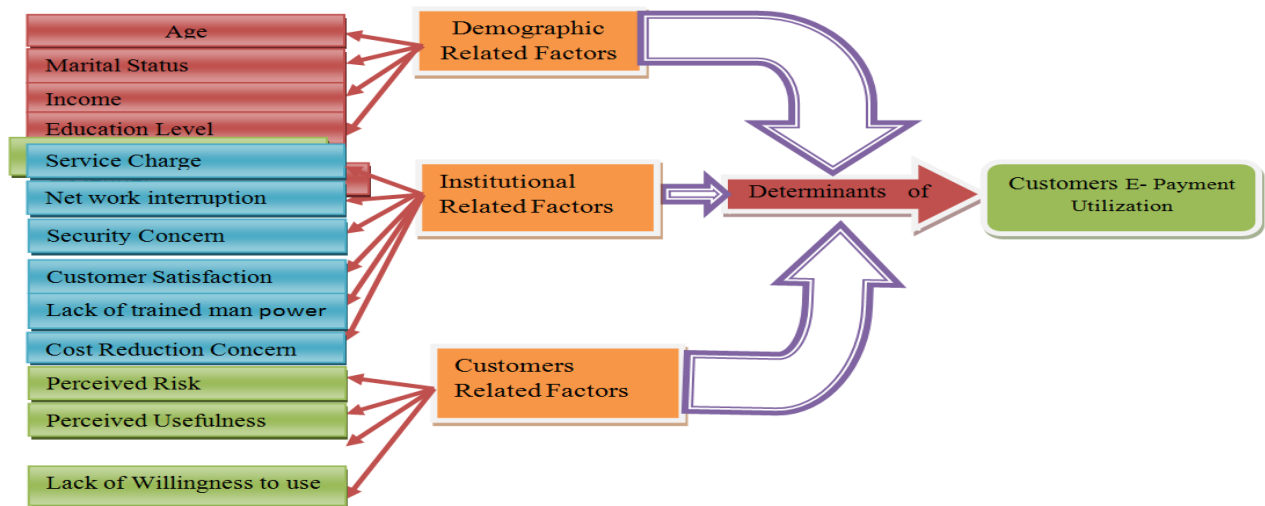 Age
Marital Status
Income
Education Level
Service Charge
Net work interruption
Security Concern
Customer Satisfaction
Lack of trained man power
Cost Reduction Concern
Perceived Risk
Perceived Usefulness
Lack of Willingness to use
Demographic
Related Factors
Institutional
Related Factors
Customers
Related Factors
Determinants of
Customers E- Payment
Utilization